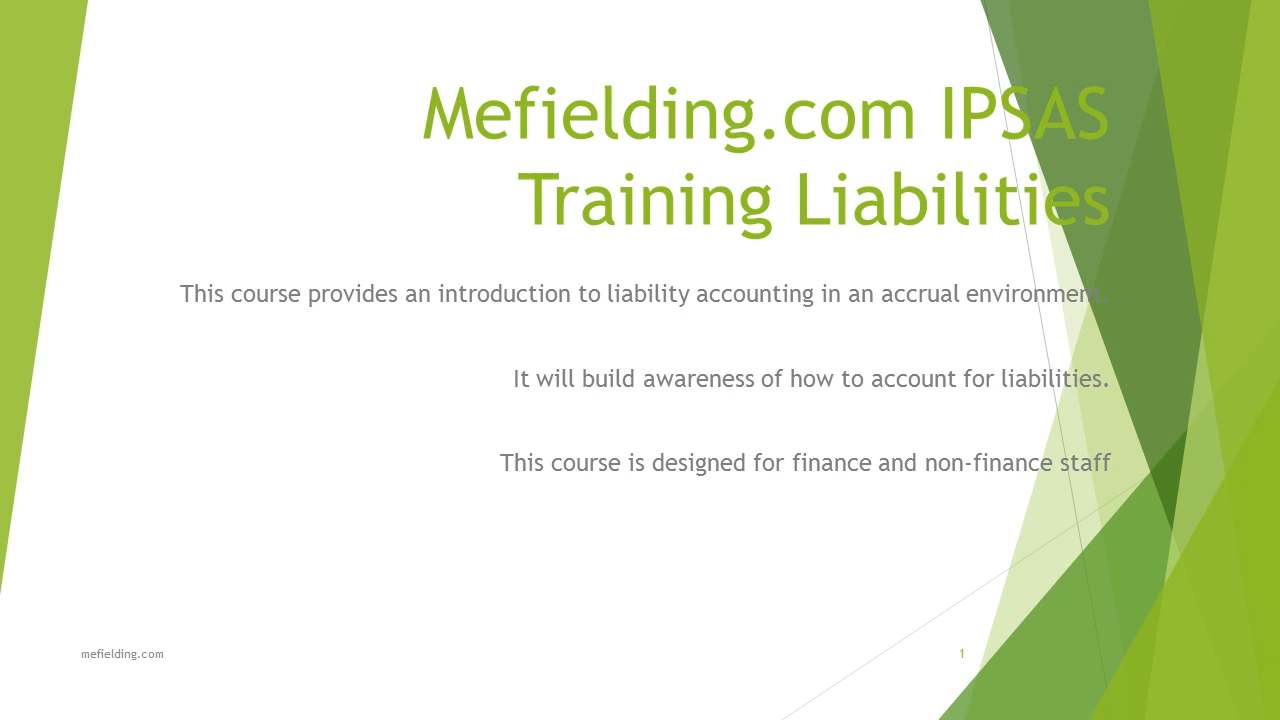 Mefielding.com IPSAS
Training Liabilities
This course provides an introduction to liability accounting in an accrual environment.
It will build awareness of how to account for liabilities.
This course is designed for finance and non-finance staff
mefielding.com
1